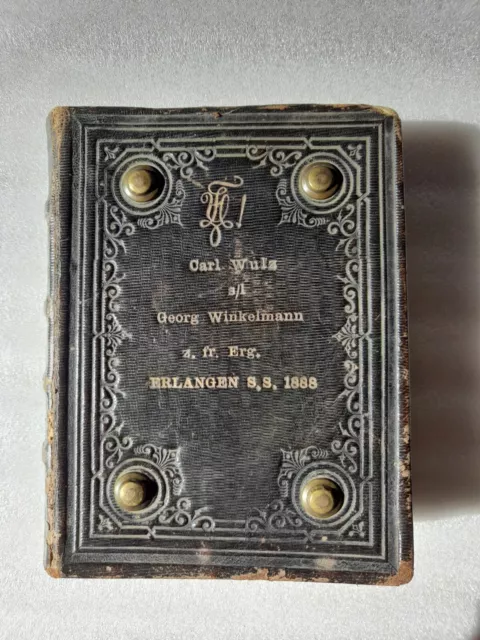 Carl Wulz
s/l
Georg Winkelmann
z. fr. Erg.
ERLANGEN S,S, 1888